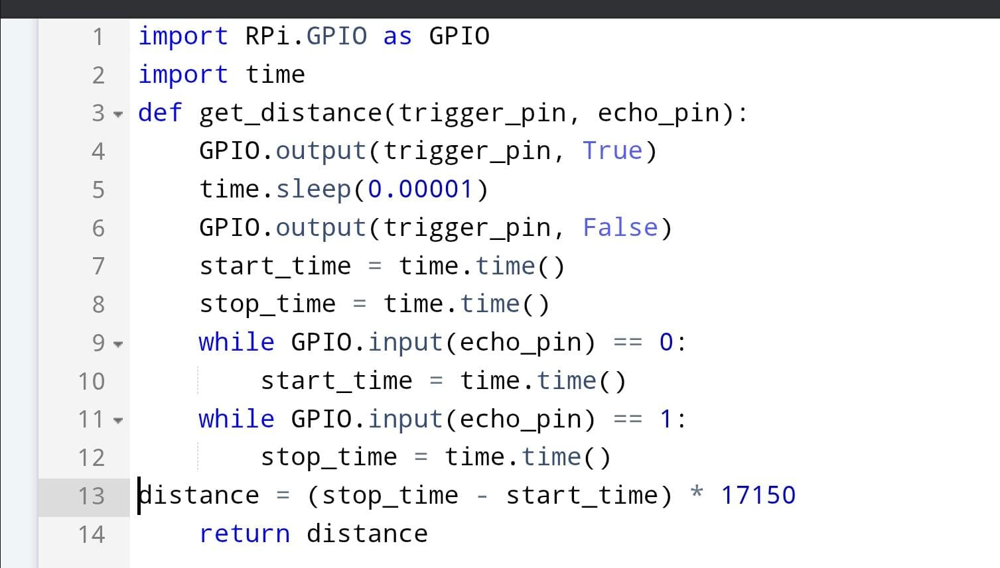 1 import RPi.GPIO as GPIO
2 import time
3 def get_distance(trigger_pin, echo_pin):
4     GPIO.output(trigger_pin, True)
5     time.sleep(0.00001)
6     GPIO.output(trigger_pin, False)
7     start_time = time.time()
8     stop_time = time.time()
9     while GPIO.input(echo_pin) == 0:
10         start_time = time.time()
11     while GPIO.input(echo_pin) == 1:
12         stop_time = time.time()
13 distance = (stop_time - start_time) * 17150
14     return distance